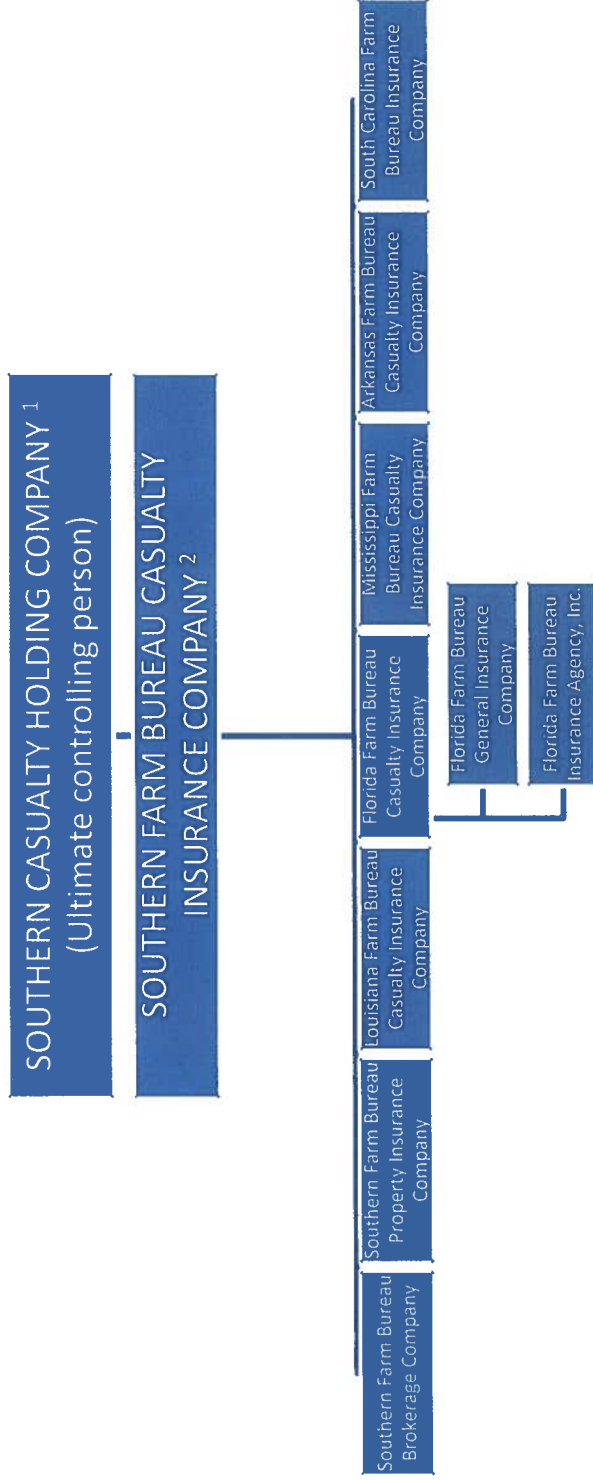 SOUTHERN CASUALTY HOLDING COMPANY 1
(Ultimate controlling person)
SOUTHERN FARM BUREAU CASUALTY
INSURANCE COMPANY 2
Southern Farm Bureau
Brokerage Company
Southern Farm Bureau
Property Insurance
Company
Louisiana Farm Bureau
Casualty Insurance
Company
Florida Farm Bureau
Casualty Insurance
Company
Mississippi Farm
Bureau Casualty
Insurance Company
Arkansas Farm Bureau
Casualty Insurance
Company
South Carolina Farm
Bureau Insurance
Company
Florida Farm Bureau
General Insurance
Company
Florida Farm Bureau
Insurance Agency, Inc.